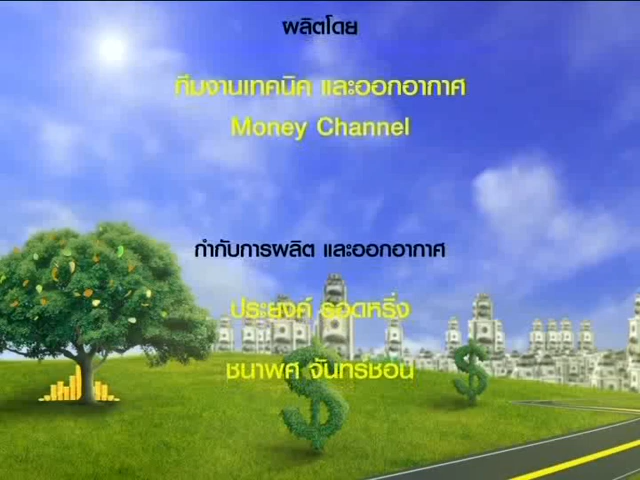 ผลิตโดย
ทีมงานเทคนิค และออกอากาศ
Money Channel
กำกับการผลิต และออกอากาศ
ประยงค์ รอดหริ่ง
ชนาพศ จันทร์ชอน